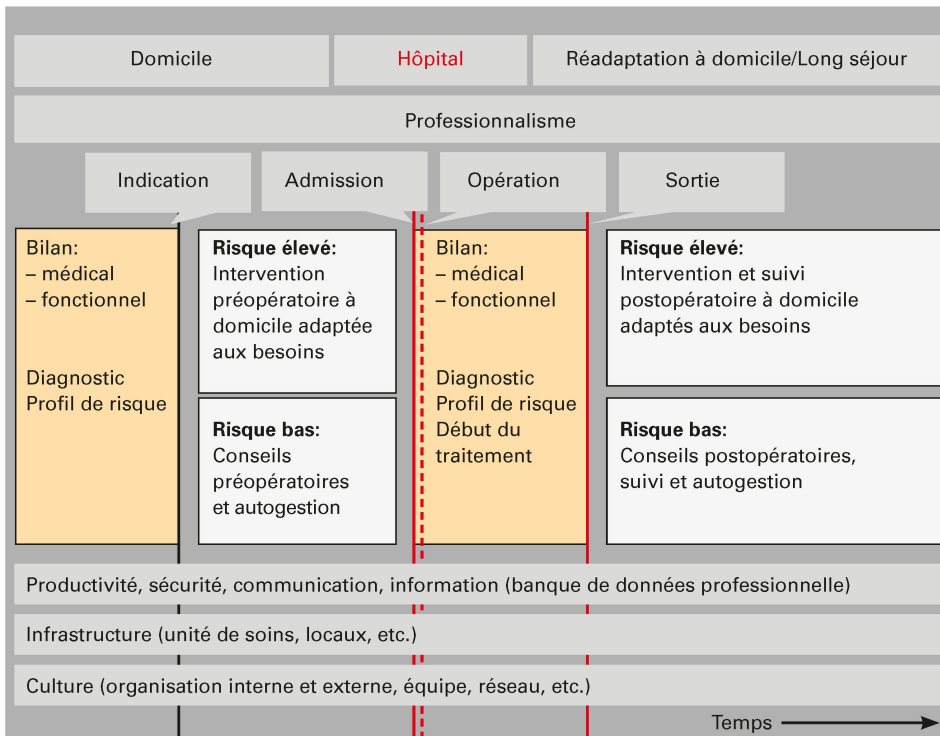 Domicile
Hôpital
Réadaptation à domicile/Long séjour
Professionnalisme
Indication
Admission
Opération
Sortie
Bilan:
– médical
– fonctionnel
Diagnostic
Profil de risque
Risque élevé:
Intervention
préopératoire à
domicile adaptée
aux besoins
Risque bas:
Conseils
préopératoires
et autogestion
Bilan:
– médical
– fonctionnel
Diagnostic
Profil de risque
Début du
traitement
Risque élevé:
Intervention et suivi
postopératoire à domicile
adaptés aux besoins
Risque bas:
Conseils postopératoires,
suivi et autogestion
Productivité, sécurité, communication, information (banque de données professionnelle)
Infrastructure (unité de soins, locaux, etc.)
Culture (organisation interne et externe, équipe, réseau, etc.)
Temps